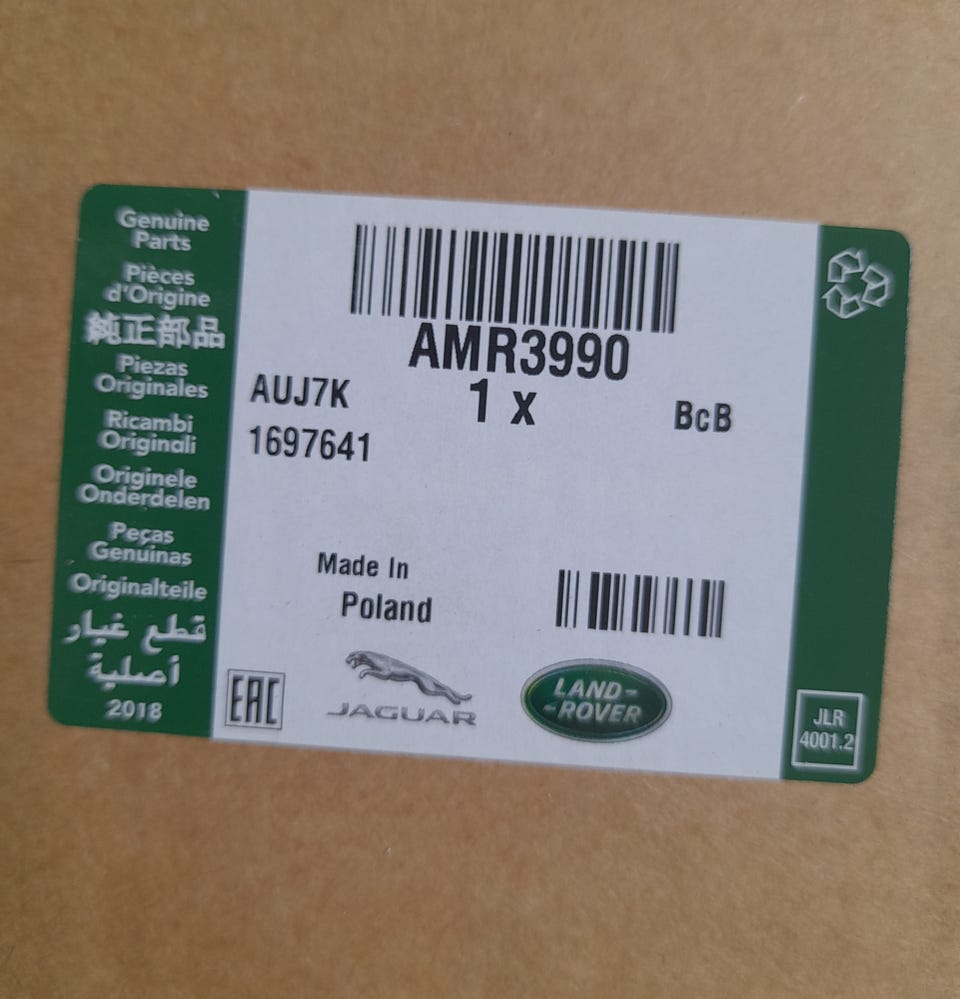 Genuine
Parts
Pièces
d'Origine
純正部品
Piezas
Originales
Ricambi
Originali
Originele
Onderdelen
Peças
Genuinas
Originalteile
قطع غيار
أصلية
2018
AMR3990
AUJ7K
1 x
BcB
1697641
Made In
Poland
EAC
JAGUAR
LAND-
-ROVER
JLR
4001.2